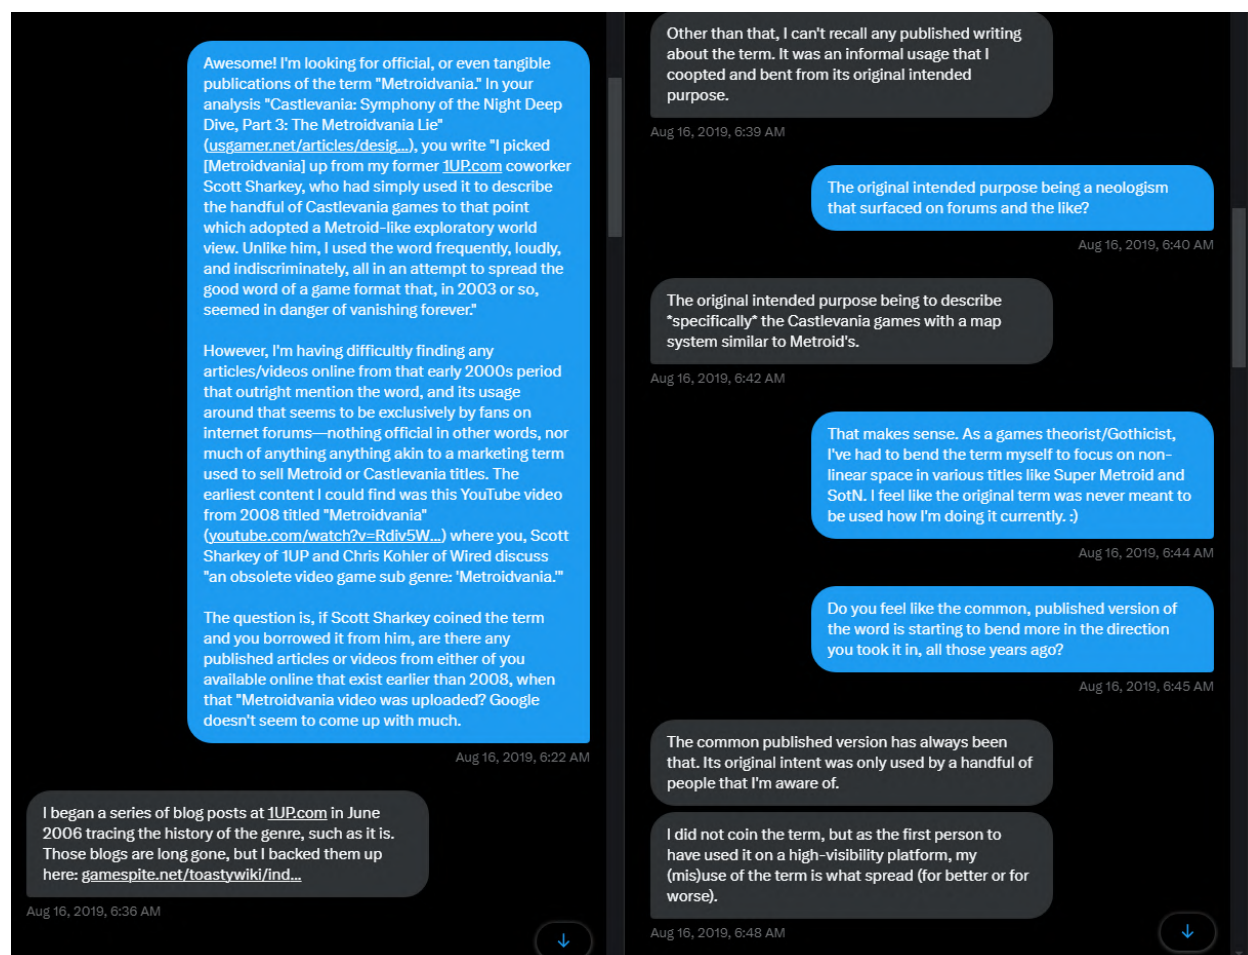 Awesome! I'm looking for official, or even tangible
publications of the term "Metroidvania." In your
analysis "Castlevania: Symphony of the Night Deep
Dive, Part 3: The Metroidvania Lie"
(usgamer.net/articles/desig...), you write "I picked
[Metroidvania] up from my former 1UP.com coworker
Scott Sharkey, who had simply used it to describe
the handful of Castlevania games to that point
which adopted a Metroid-like exploratory world
view. Unlike him, I used the word frequently, loudly,
and indiscriminately, all in an attempt to spread the
good word of a game format that, in 2003 or so,
seemed in danger of vanishing forever."
However, I'm having difficultly finding any
articles/videos online from that early 2000s period
that outright mention the word, and its usage
around that seems to be exclusively by fans on
internet forums—nothing official in other words, nor
much of anything anything akin to a marketing term
used to sell Metroid or Castlevania titles. The
earliest content I could find was this YouTube video
from 2008 titled "Metroidvania"
(youtube.com/watch?v=Rdiv5W...) where you, Scott
Sharkey of 1UP and Chris Kohler of Wired discuss
"an obsolete video game sub genre: 'Metroidvania.'"
The question is, if Scott Sharkey coined the term
and you borrowed it from him, are there any
published articles or videos from either of you
available online that exist earlier than 2008, when
that "Metroidvania video was uploaded? Google
doesn't seem to come up with much.
Aug 16, 2019, 6:22 AM
I began a series of blog posts at 1UP.com in June
2006 tracing the history of the genre, such as it is.
Those blogs are long gone, but I backed them up
here: gamespite.net/toastywiki/ind...
Aug 16, 2019, 6:36 AM
Other than that, I can't recall any published writing
about the term. It was an informal usage that I
coopted and bent from its original intended
purpose.
Aug 16, 2019, 6:39 AM
The original intended purpose being a neologism
that surfaced on forums and the like?
Aug 16, 2019, 6:40 AM
The original intended purpose being to describe
*specifically* the Castlevania games with a map
system similar to Metroid's.
Aug 16, 2019, 6:42 AM
That makes sense. As a games theorist/Gothicist,
I've had to bend the term myself to focus on non-
linear space in various titles like Super Metroid and
SotN. I feel like the original term was never meant to
be used how I'm doing it currently. :)
Aug 16, 2019, 6:44 AM
Do you feel like the common, published version of
the word is starting to bend more in the direction
you took it in, all those years ago?
Aug 16, 2019, 6:45 AM
The common published version has always been
that. Its original intent was only used by a handful of
people that I'm aware of.
I did not coin the term, but as the first person to
have used it on a high-visibility platform, my
(mis)use of the term is what spread (for better or for
worse).
Aug 16, 2019, 6:48 AM